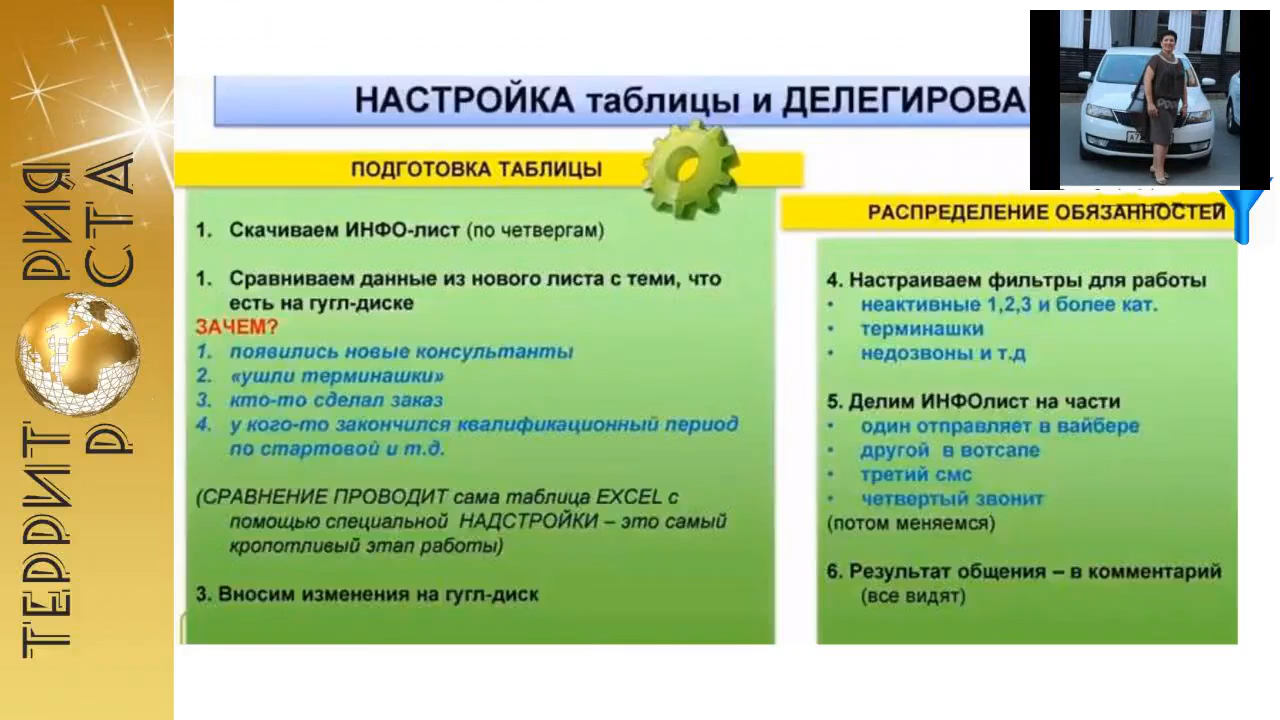 ТЕРРИТ РИЯ
Р СТА
НАСТРОЙКА таблицы и ДЕЛЕГИРОВА
ПОДГОТОВКА ТАБЛИЦЫ
1. Скачиваем ИНФО-лист (по четвергам)
1. Сравниваем данные из нового листа с теми, что
есть на гугл-диске
ЗАЧЕМ?
1. появились новые консультанты
2. «ушли терминашки»
3. кто-то сделал заказ
4. у кого-то закончился квалификационный период
по стартовой и т.д.
(СРАВНЕНИЕ ПРОВОДИТ сама таблица EXCEL с
помощью специальной НАДСТРОЙКИ – это самый
кропотливый этап работы)
3. Вносим изменения на гугл-диск
РАСПРЕДЕЛЕНИЕ ОБЯЗАННОСТЕЙ
4. Настраиваем фильтры для работы
• неактивные 1,2,3 и более кат.
• терминашки
• недозвоны и т.д
5. Делим ИНФОлист на части
• один отправляет в вайбере
• другой в вотсапе
• третий смс
• четвертый звонит
(потом меняемся)
6. Результат общения – в комментарий
(все видят)